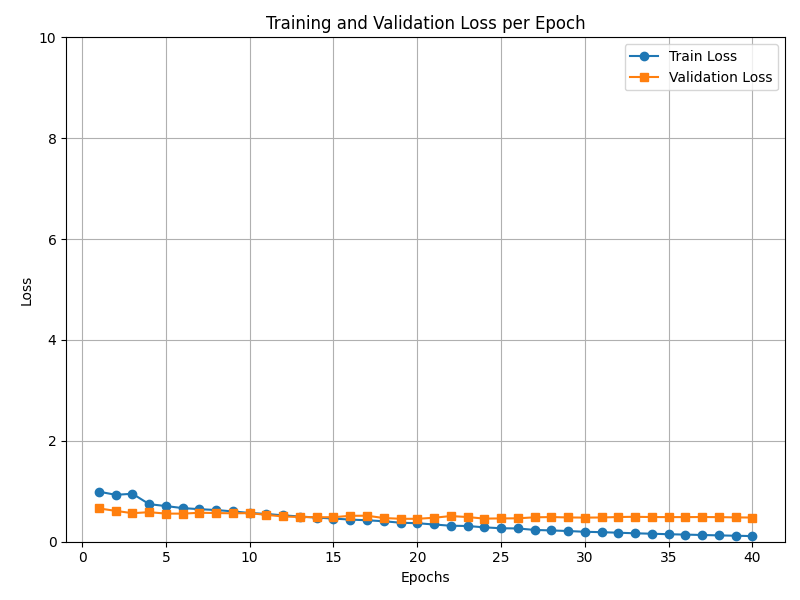 Training and Validation Loss per Epoch
Train Loss
Validation Loss
Loss
10
8
6
4
2
0
0 5 10 15 20 25 30 35 40
Epochs